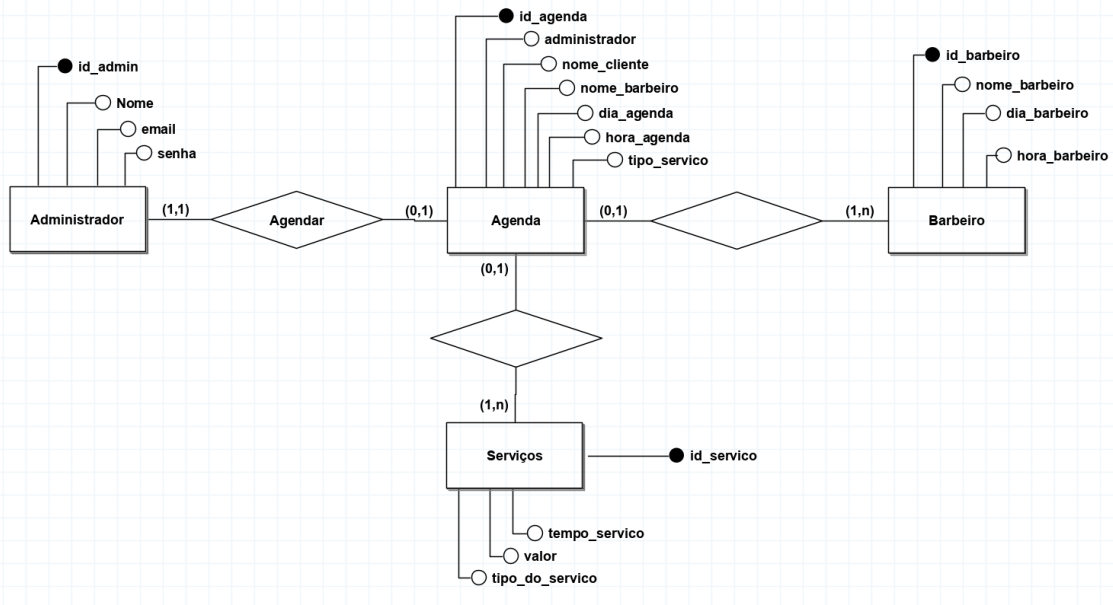 id_agenda
administrador
nome_cliente
nome_barbeiro
dia_agenda
hora_agenda
tipo_servico
id_admin
Nome
email
senha
id_barbeiro
nome_barbeiro
dia_barbeiro
hora_barbeiro
Administrador
(1,1)
Agendar
(0,1)
Agenda
(0,1)
(1,n)
Barbeiro
(0,1)
(1,n)
Serviços
id_servico
tempo_servico
valor
tipo_do_servico